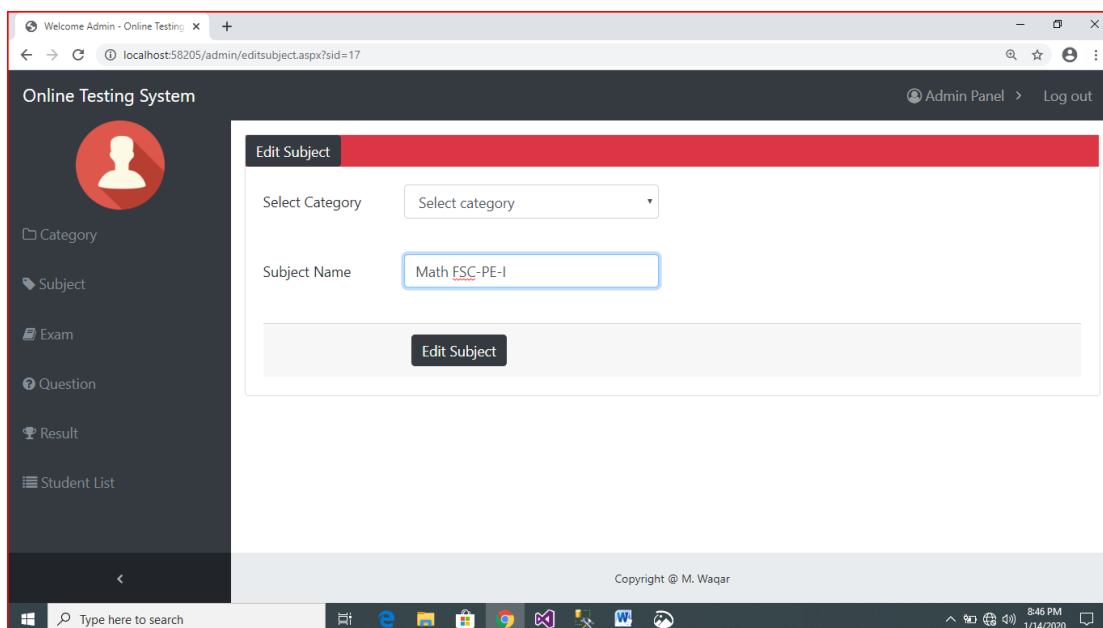 Welcome Admin - Online Testing
localhost:58205/admin/editsubject.aspx?sid=17
Online Testing System
Admin Panel
Log out
Category
Subject
Exam
Question
Result
Student List
Edit Subject
Select Category
Select category
Subject Name
Math FSC-PE-I
Edit Subject
Copyright @ M. Waqar
Type here to search
8:46 PM
1/14/2020